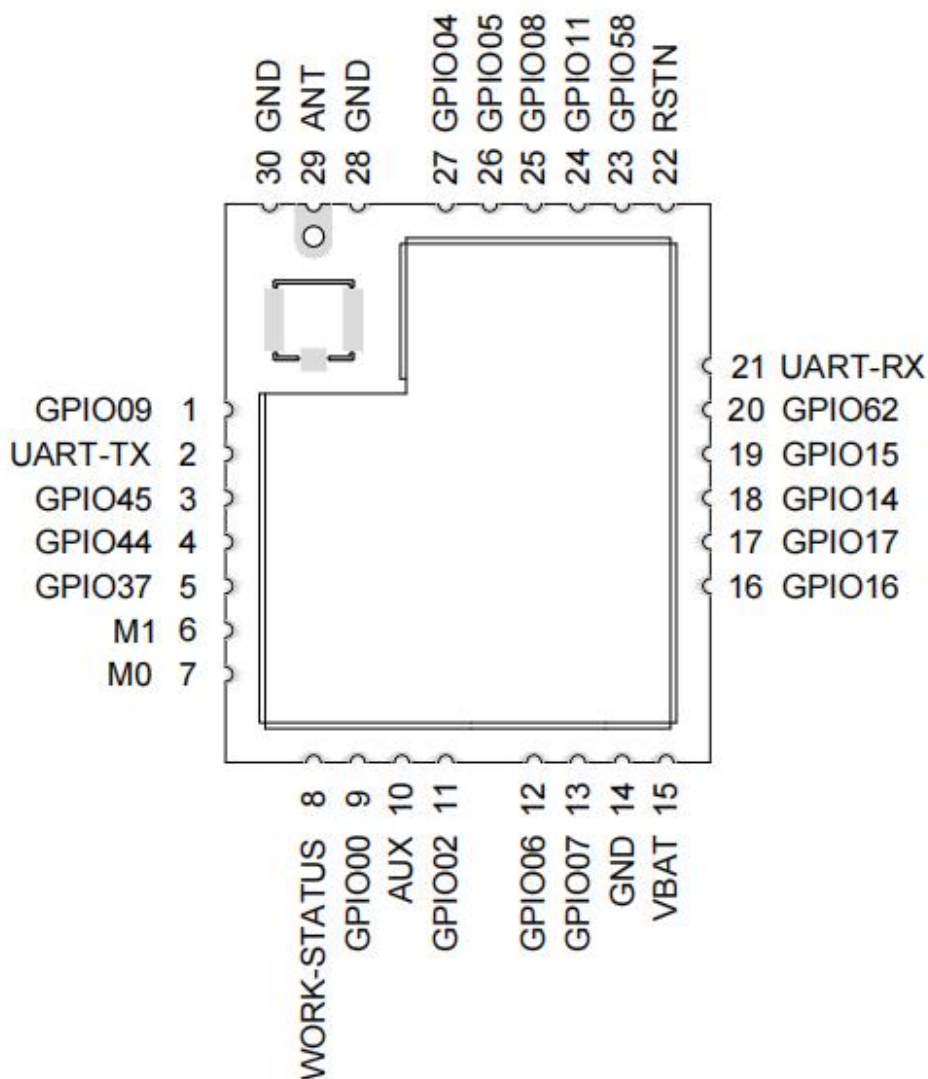 30 GND
29 ANT
28 GND
27 GPIO04
26 GPIO05
25 GPIO08
24 GPIO11
23 GPIO58
22 RSTN
21 UART-RX
GPIO09 1
20 GPIO62
UART-TX 2
19 GPIO15
GPIO45 3
18 GPIO14
GPIO44 4
17 GPIO17
GPIO37 5
16 GPIO16
M1 6
M0 7
WORK-STATUS 8
GPIO00 9
AUX 10
GPIO02 11
GPIO06 12
GPIO07 13
GND 14
VBAT 15